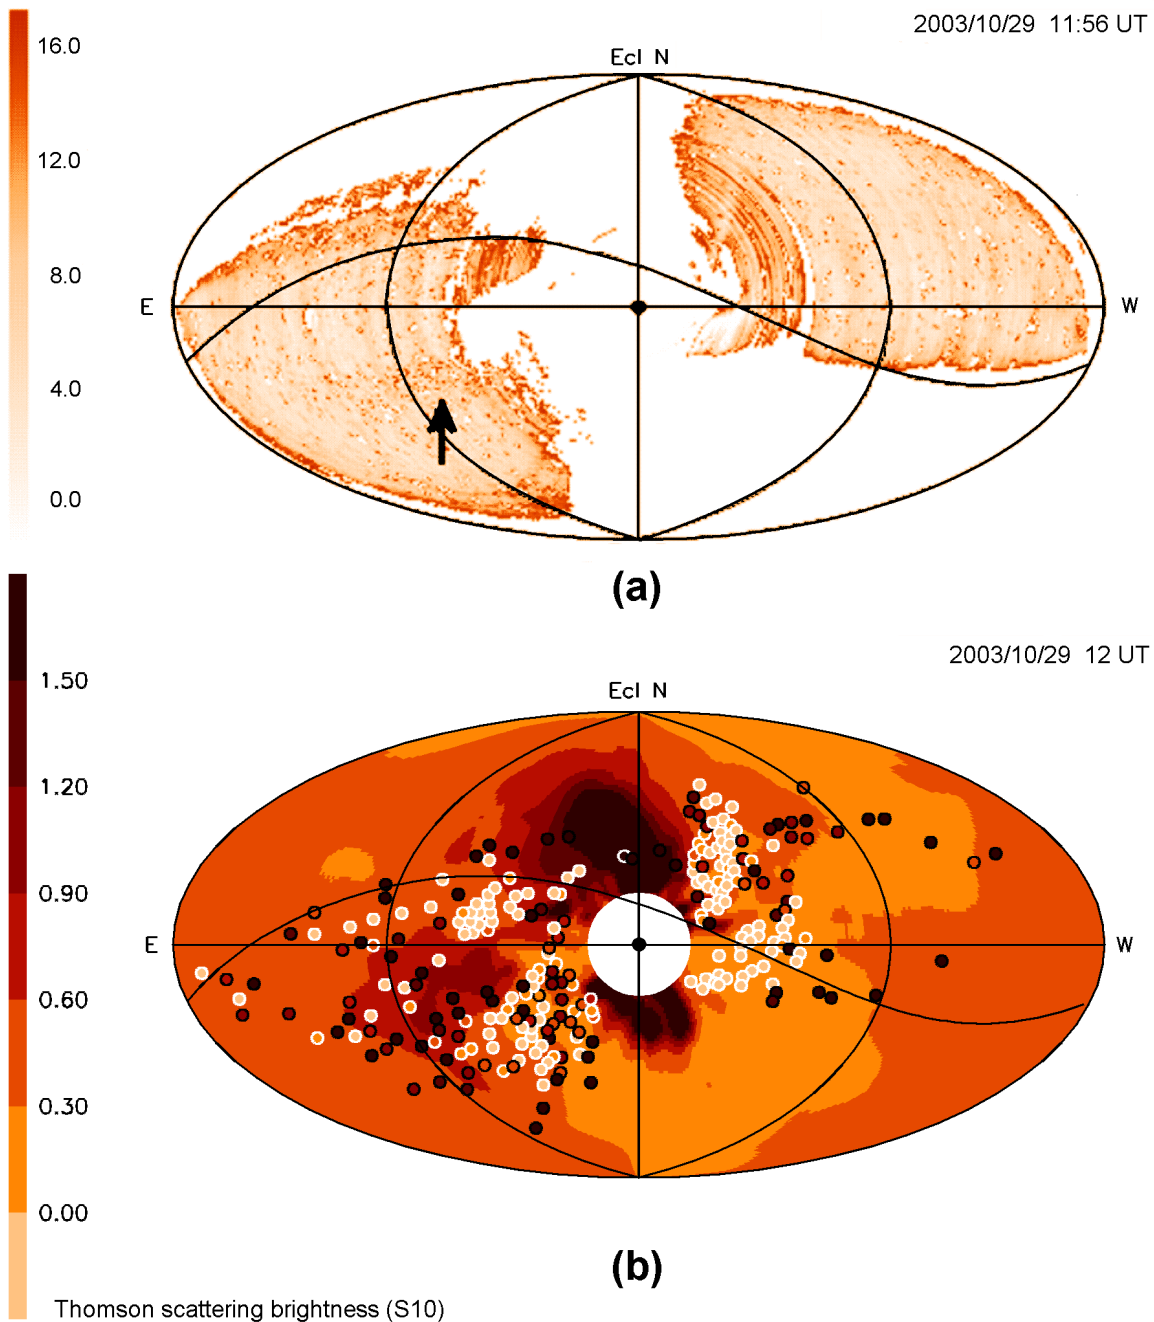 2003/10/29 11:56 UT
16.0
Ecl N
12.0
8.0
E
W
4.0
0.0
(a)
2003/10/29 12 UT
1.50
Ecl N
1.20
0.90
E
W
0.60
0.30
0.00
(b)
Thomson scattering brightness (S10)